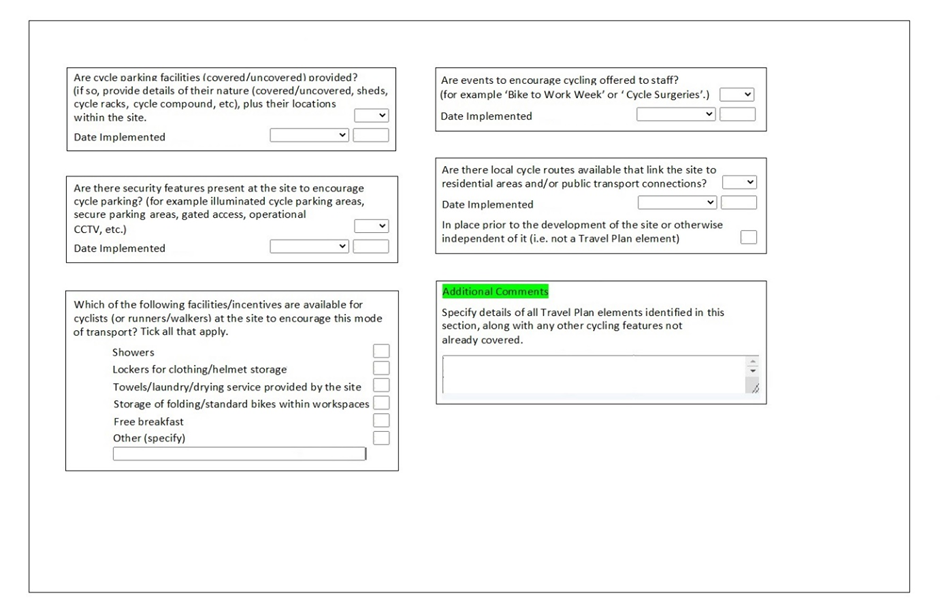 Are cycle parking facilities (covered/uncovered) provided?
(if so, provide details of their nature (covered/uncovered, sheds,
cycle racks, cycle compound, etc), plus their locations
within the site.
Date Implemented
Are there security features present at the site to encourage
cycle parking? (for example illuminated cycle parking areas,
secure parking areas, gated access, operational
CCTV, etc.)
Date Implemented
Which of the following facilities/incentives are available for
cyclists (or runners/walkers) at the site to encourage this mode
of transport? Tick all that apply.
Showers
Lockers for clothing/helmet storage
Towels/laundry/drying service provided by the site
Storage of folding/standard bikes within workspaces
Free breakfast
Other (specify)
Are events to encourage cycling offered to staff?
(for example ‘Bike to Work Week’ or ‘ Cycle Surgeries’.)
Date Implemented
Are there local cycle routes available that link the site to
residential areas and/or public transport connections?
Date Implemented
In place prior to the development of the site or otherwise
independent of it (i.e. not a Travel Plan element)
Additional Comments
Specify details of all Travel Plan elements identified in this
section, along with any other cycling features not
already covered.